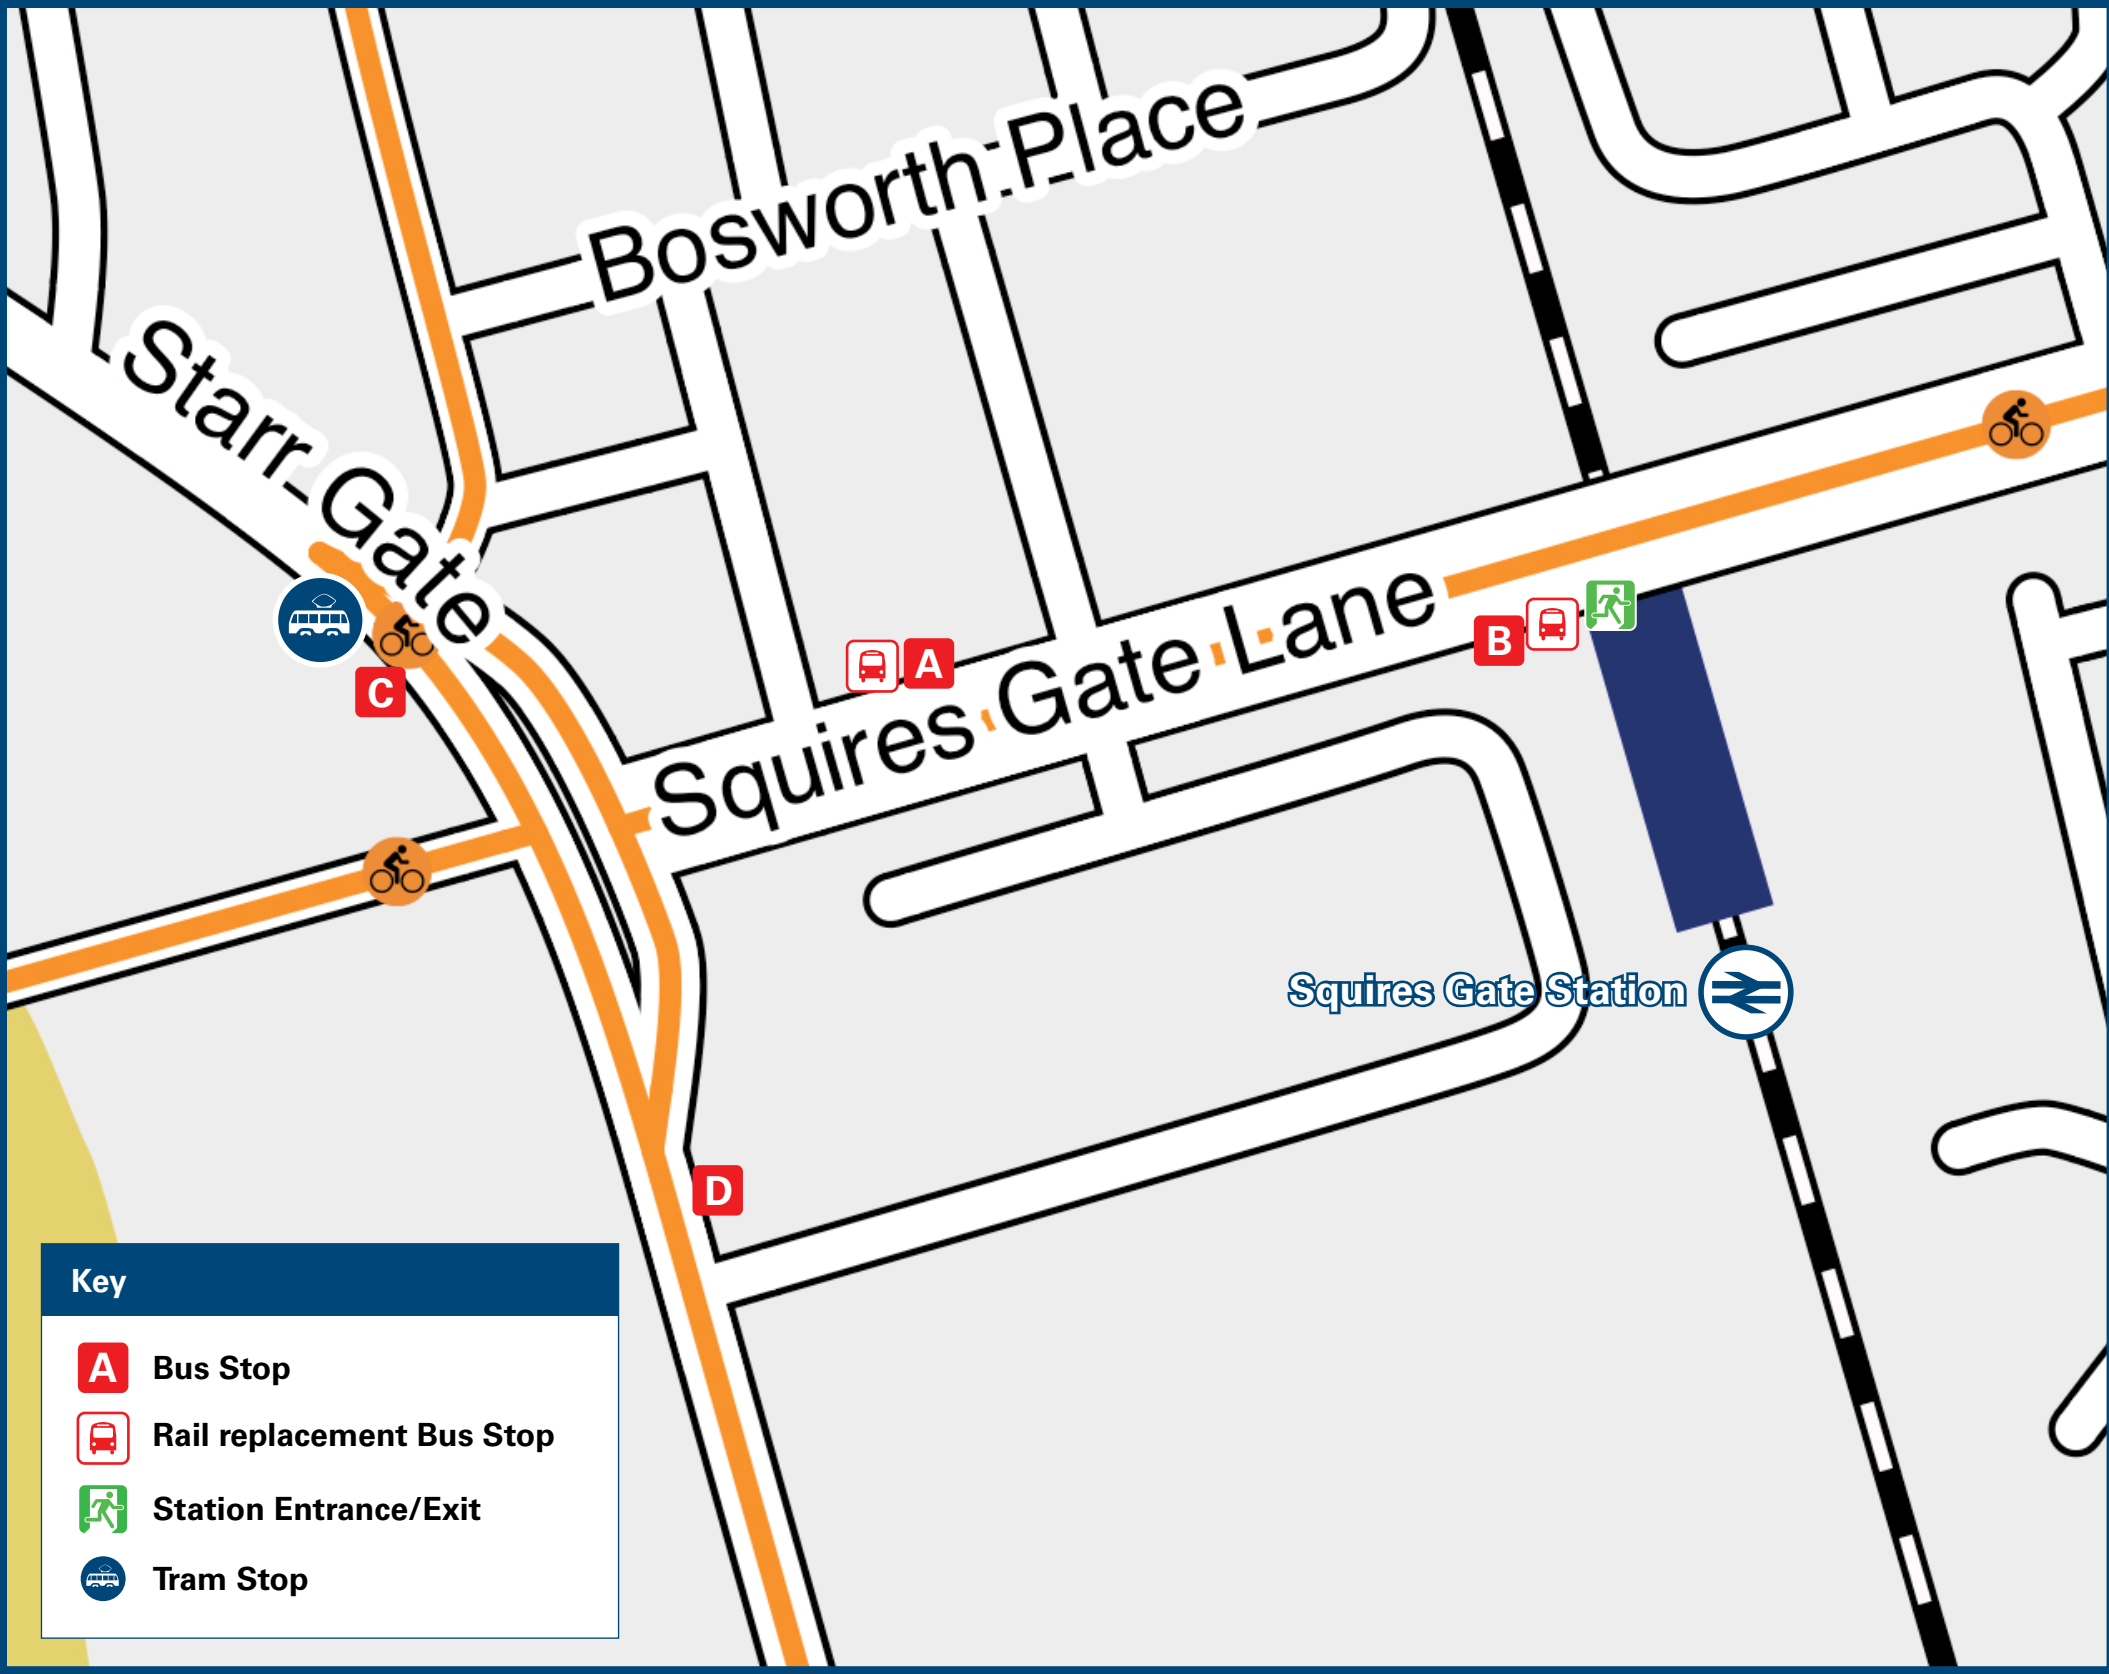 Bosworth Place
Starr Gate
Squires Gate Lane
A
B
C
Squires Gate Station
D
Key
A Bus Stop
Rail replacement Bus Stop
Station Entrance/Exit
Tram Stop